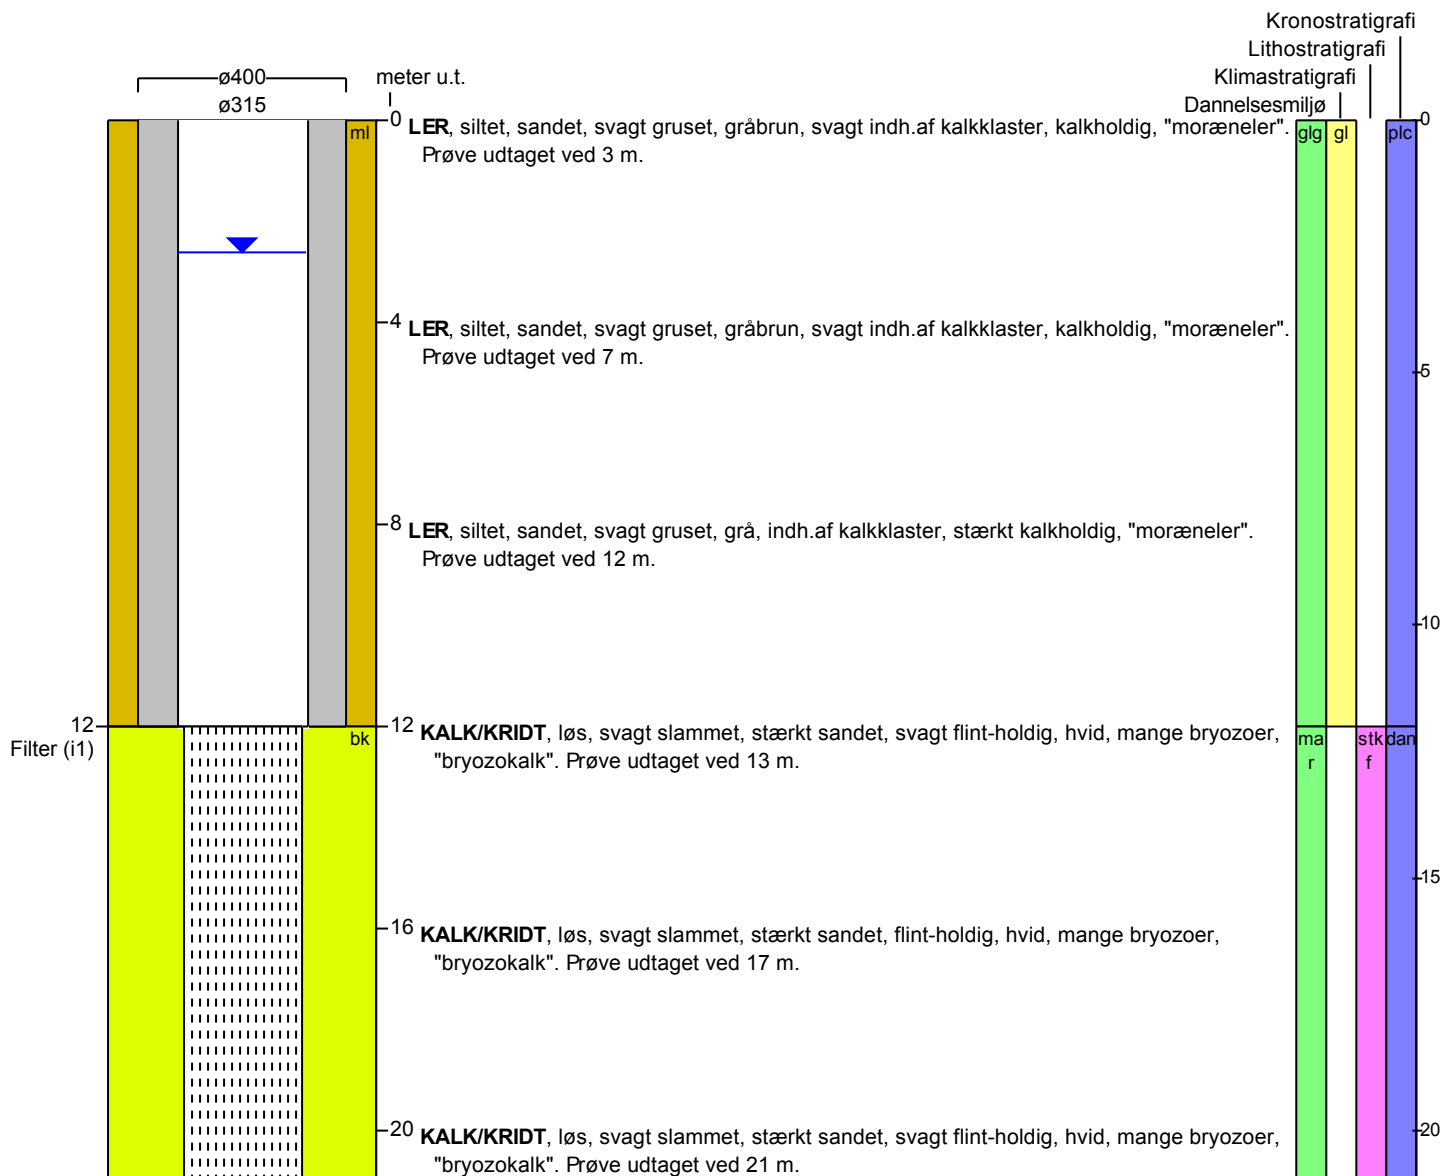 Kronostratigrafi
Lithostratigrafi
Klimastratigrafi
Dannelsesmiljø
ø400
ø315
meter u.t.
0 LER, siltet, sandet, svagt gruset, gråbrun, svagt indh.af kalkklaster, kalkholdig, "moræneler".
Prøve udtaget ved 3 m.
ml
glg gl plc
0
4 LER, siltet, sandet, svagt gruset, gråbrun, svagt indh.af kalkklaster, kalkholdig, "moræneler".
Prøve udtaget ved 7 m.
5
8 LER, siltet, sandet, svagt gruset, grå, indh.af kalkklaster, stærkt kalkholdig, "moræneler".
Prøve udtaget ved 12 m.
10
12
Filter (i1)
bk
12 KALK/KRIDT, løs, svagt slammet, stærkt sandet, svagt flint-holdig, hvid, mange bryozoer,
"bryozokalk". Prøve udtaget ved 13 m.
ma stk dan
r f
15
16 KALK/KRIDT, løs, svagt slammet, stærkt sandet, flint-holdig, hvid, mange bryozoer,
"bryozokalk". Prøve udtaget ved 17 m.
20 KALK/KRIDT, løs, svagt slammet, stærkt sandet, svagt flint-holdig, hvid, mange bryozoer,
"bryozokalk". Prøve udtaget ved 21 m.
20